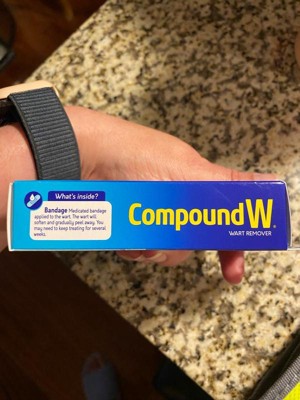 What's inside?
Bandage Medicated bandage
applied to the wart. The wart will
soften and gradually peel away. You
may need to keep treating for several
weeks.
CompoundW®
WART REMOVER